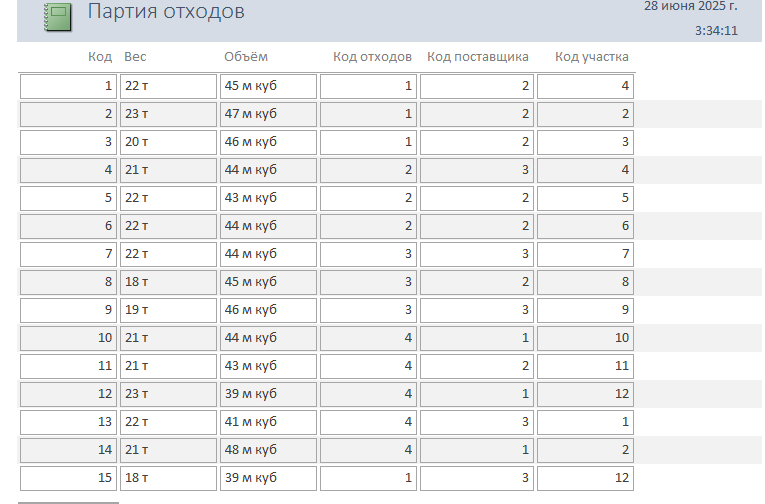 Партия отходов
28 июня 2025 г.
3:34:11
Код Вес Объём Код отходов Код поставщика Код участка
1 22 т 45 м куб 1 2 4
2 23 т 47 м куб 1 2 2
3 20 т 46 м куб 1 2 3
4 21 т 44 м куб 2 3 4
5 22 т 43 м куб 2 2 5
6 22 т 44 м куб 2 2 6
7 22 т 44 м куб 3 3 7
8 18 т 45 м куб 3 2 8
9 19 т 46 м куб 3 3 9
10 21 т 44 м куб 4 1 10
11 21 т 43 м куб 4 2 11
12 23 т 39 м куб 4 1 12
13 22 т 41 м куб 4 3 1
14 21 т 48 м куб 4 1 2
15 18 т 39 м куб 1 3 12